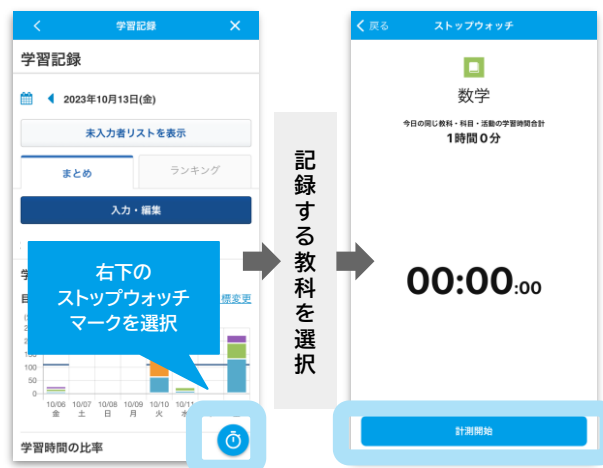 学習記録
学習記録
2023年10月13日(金)
未入力者リストを表示
まとめ
ランキング
入力・編集
右下の
ストップウォッチ
マークを選択
標変更
100
50
0
10/06 10/07 10/08 10/09 10/10 10/11
金 土 日 月 火
学習時間の比率
記録する教科を選択
戻る
ストップウォッチ
数学
今日の同じ教科・科目・活動の学習時間合計
1時間0分
00:00:00
計測開始